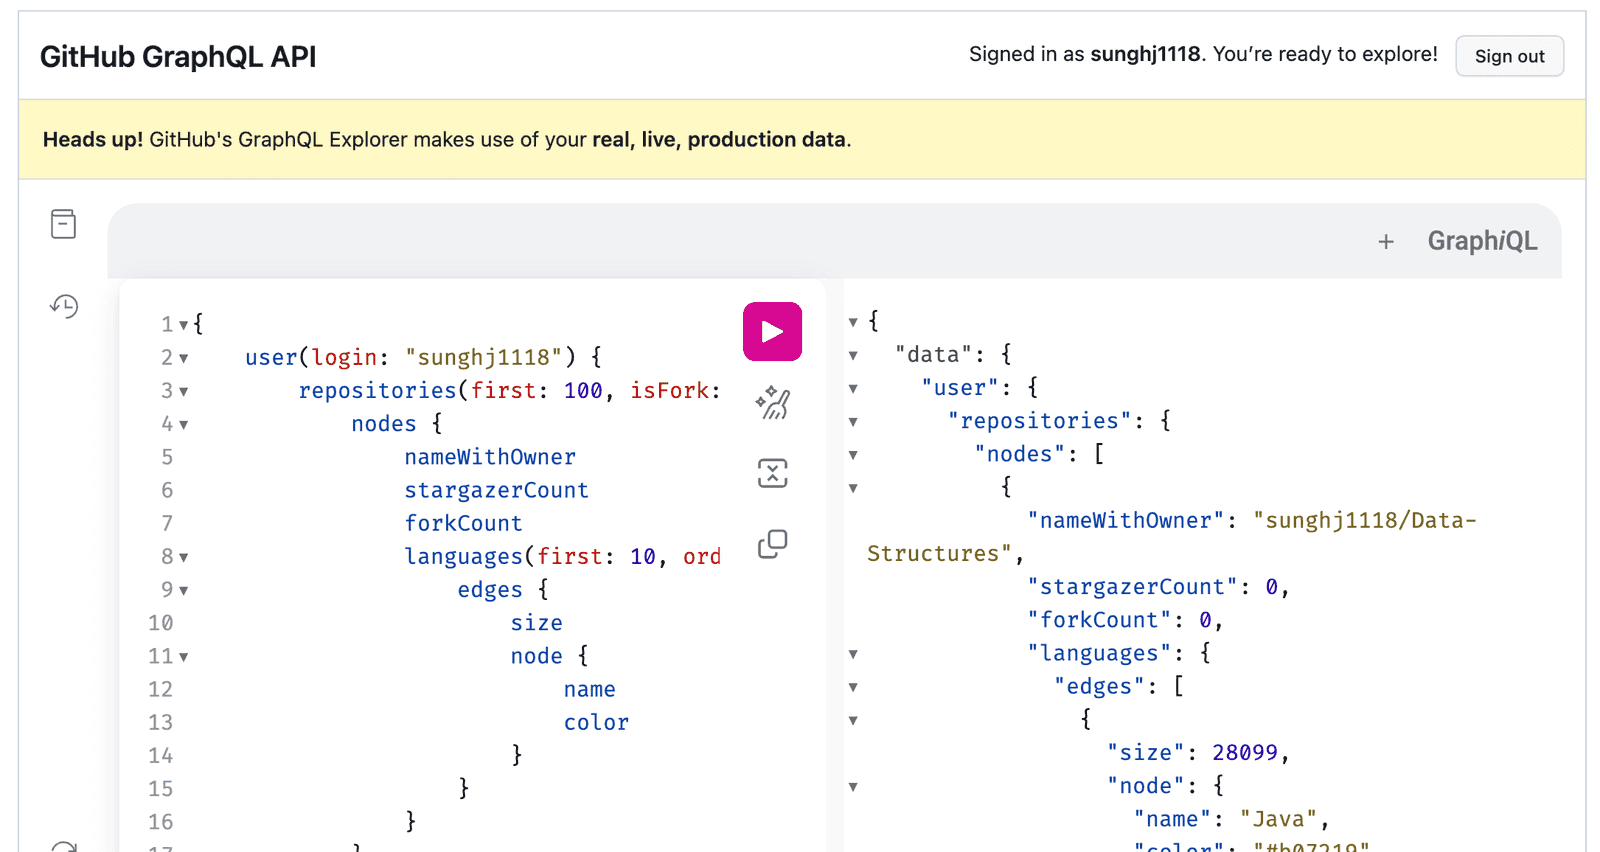 GitHub GraphQL API
Signed in as sunghj1118. You’re ready to explore!
Sign out
Heads up! GitHub's GraphQL Explorer makes use of your real, live, production data.
+ GraphiQL
1 {
2 user(login: "sunghj1118") {
3 repositories(first: 100, isFork:
4 nodes {
5 nameWithOwner
6 stargazerCount
7 forkCount
8 languages(first: 10, ord
9 edges {
10 size
11 node {
12 name
13 color
14 }
15 }
16 }
17 }
{
"data": {
"user": {
"repositories": {
"nodes": [
{
"nameWithOwner": "sunghj1118/Data-
Structures",
"stargazerCount": 0,
"forkCount": 0,
"languages": {
"edges": [
{
"size": 28099,
"node": {
"name": "Java",
"color": "#b07219"